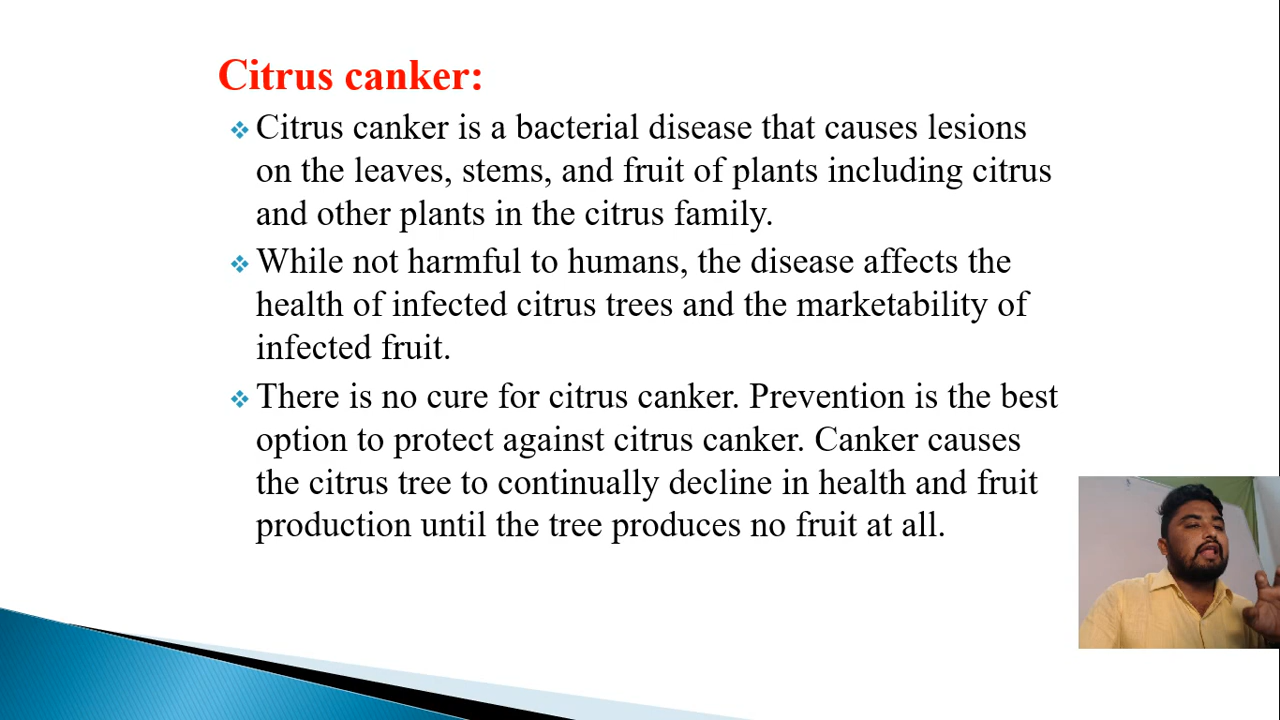 Citrus canker:
Citrus canker is a bacterial disease that causes lesions
on the leaves, stems, and fruit of plants including citrus
and other plants in the citrus family.
While not harmful to humans, the disease affects the
health of infected citrus trees and the marketability of
infected fruit.
There is no cure for citrus canker. Prevention is the best
option to protect against citrus canker. Canker causes
the citrus tree to continually decline in health and fruit
production until the tree produces no fruit at all.